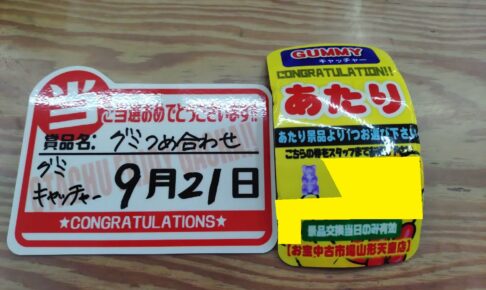 当
ご当選おめでとうございます!!
賞品名: グミつめ合わせ
グミ
キャッチャー 9月21日
★CONGRATULATIONS★
GUMMY
キャッチャー
CONGRATULATION!!
あたり
あたり景品より1つお選び下さい
こちらの券をスタッフまで
景品交換当日のみ有効
【お宝中古市場山形天童店】